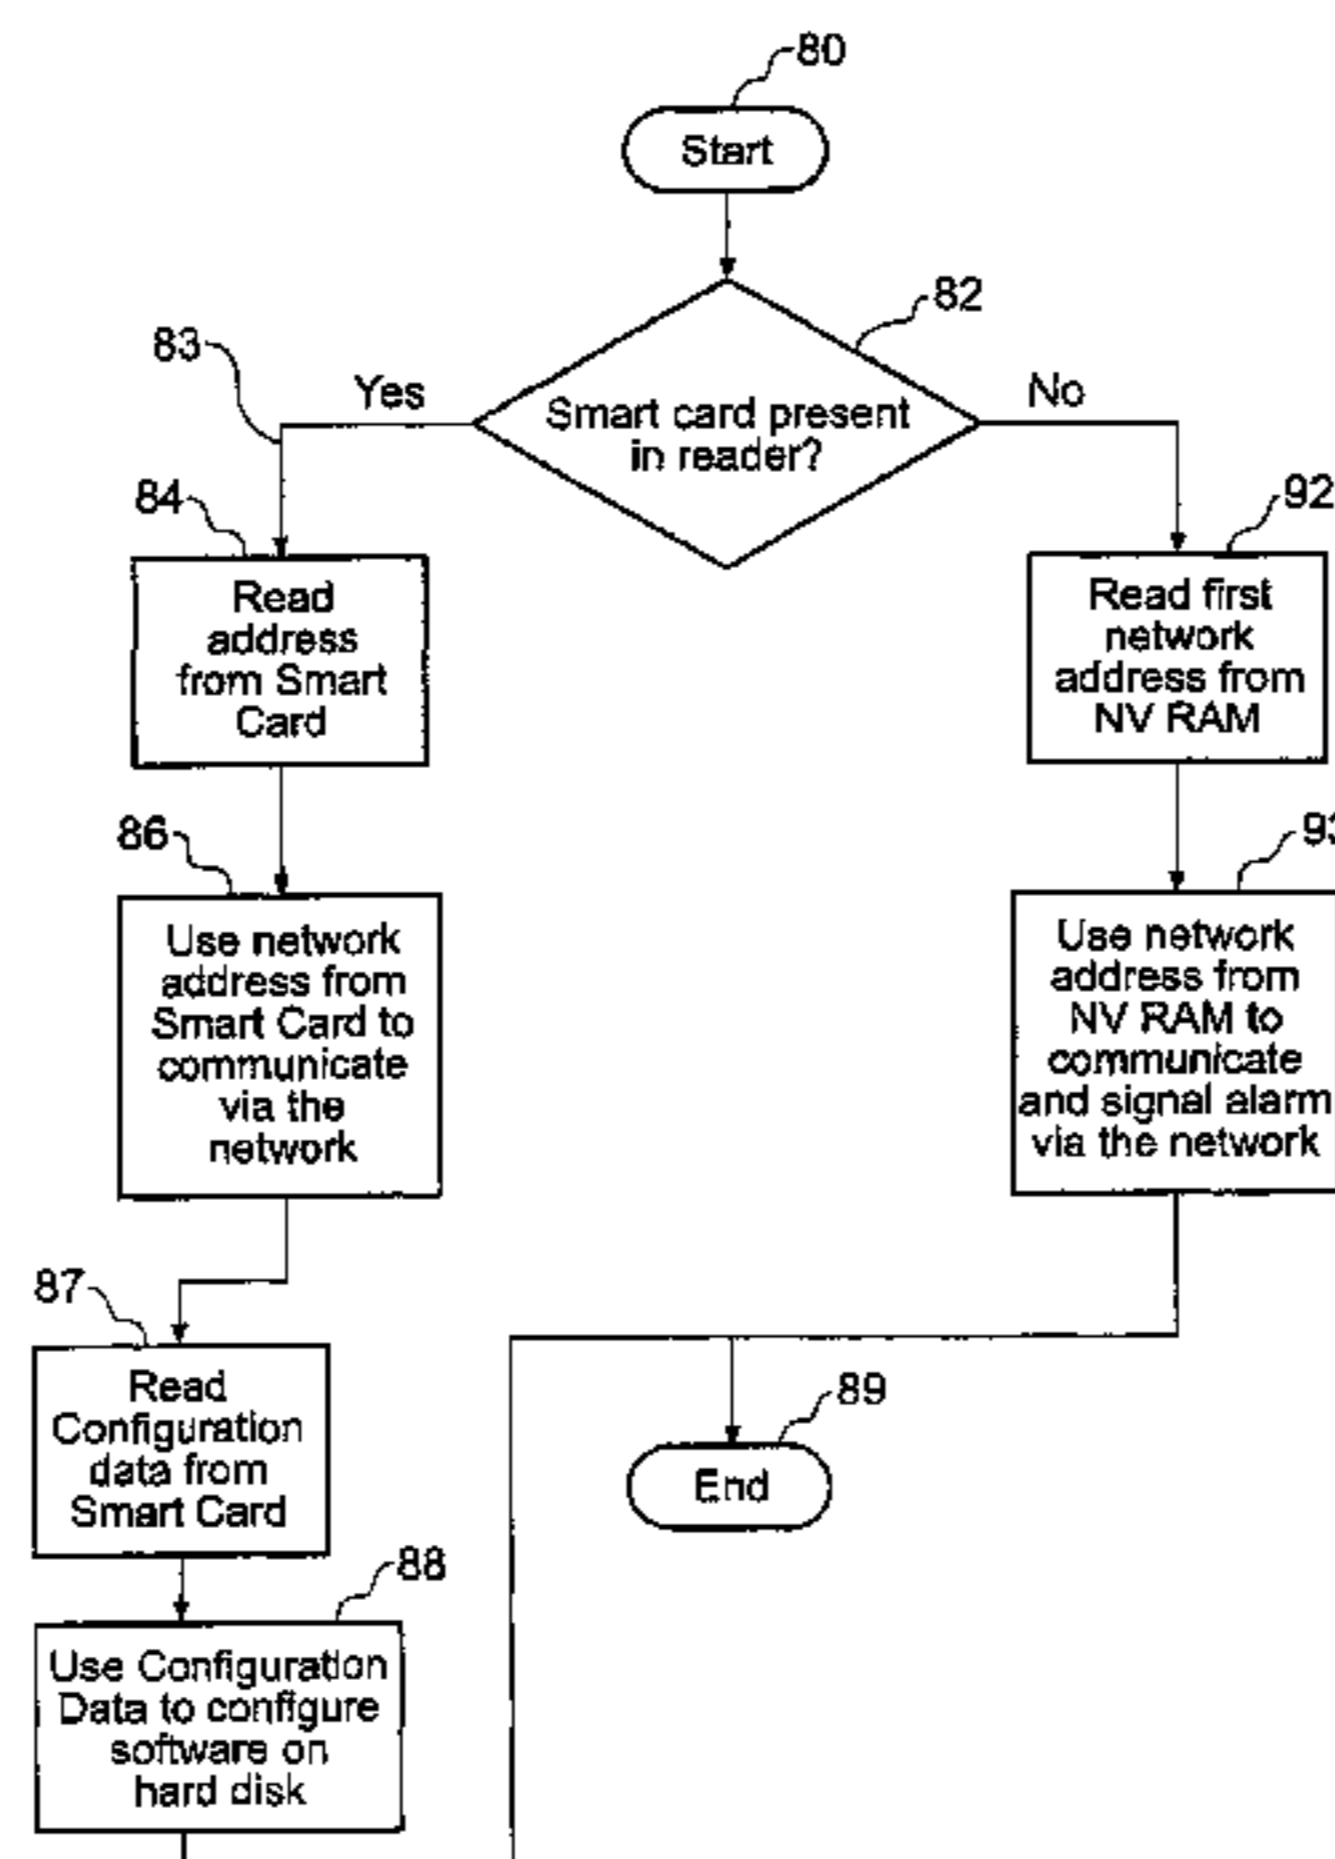 80
Start
82
83
Yes
Smart card present
in reader?
No
84
92
Read
address
from Smart
Card
Read first
network
address from
NV RAM
86
93
Use network
address from
Smart Card to
communicate
via the
network
Use network
address from
NV RAM to
communicate
and signal alarm
via the network
87
Read
Configuration
data from
Smart Card
89
End
88
Use Configuration
Data to configure
software on
hard disk